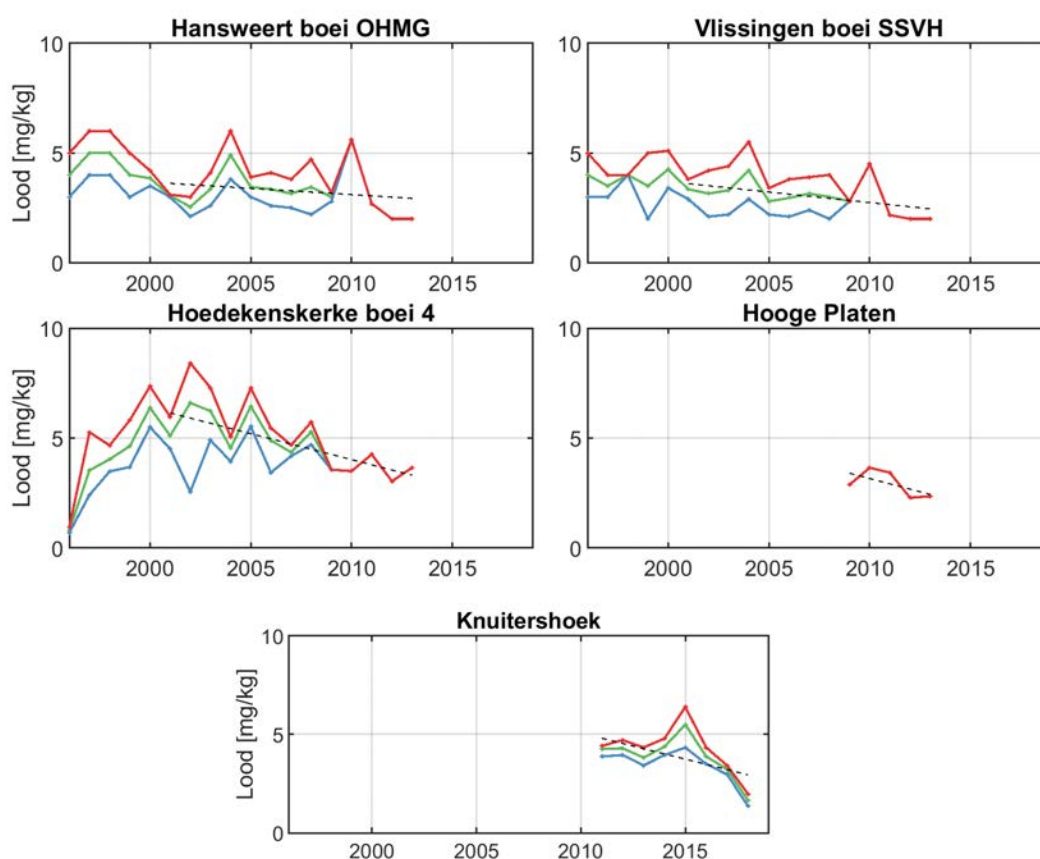 Hansweert boei OHMG
Vlissingen boei SSVH
10
5
0
Lood [mg/kg]
2000 2005 2010 2015
10
5
0
2000 2005 2010 2015
Hoedekenskerke boei 4
Hooge Platen
10
5
0
Lood [mg/kg]
2000 2005 2010 2015
10
5
0
2000 2005 2010 2015
Knuitershoek
10
5
0
Lood [mg/kg]
2000 2005 2010 2015